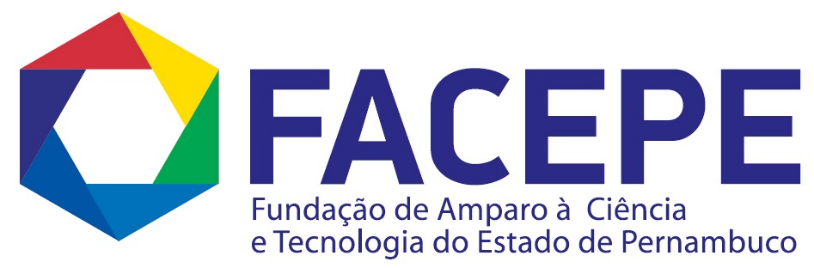 FACEPE
Fundação de Amparo à Ciência
e Tecnologia do Estado de Pernambuco